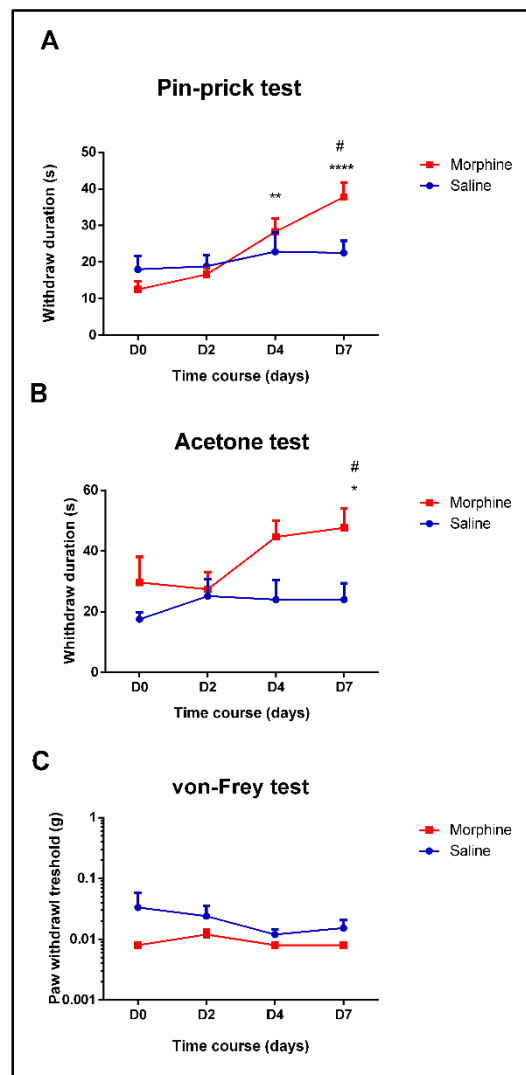 A
Pin-prick test
Withdraw duration (s)
50
40
30
20
10
0
**
#
****
Morphine
Saline
D0 D2 D4 D7
Time course (days)
B
Acetone test
Whithdraw duration (s)
60
40
20
0
#
*
Morphine
Saline
D0 D2 D4 D7
Time course (days)
C
von-Frey test
Paw withdrawl treshold (g)
1
0.1
0.01
0.001
Morphine
Saline
D0 D2 D4 D7
Time course (days)